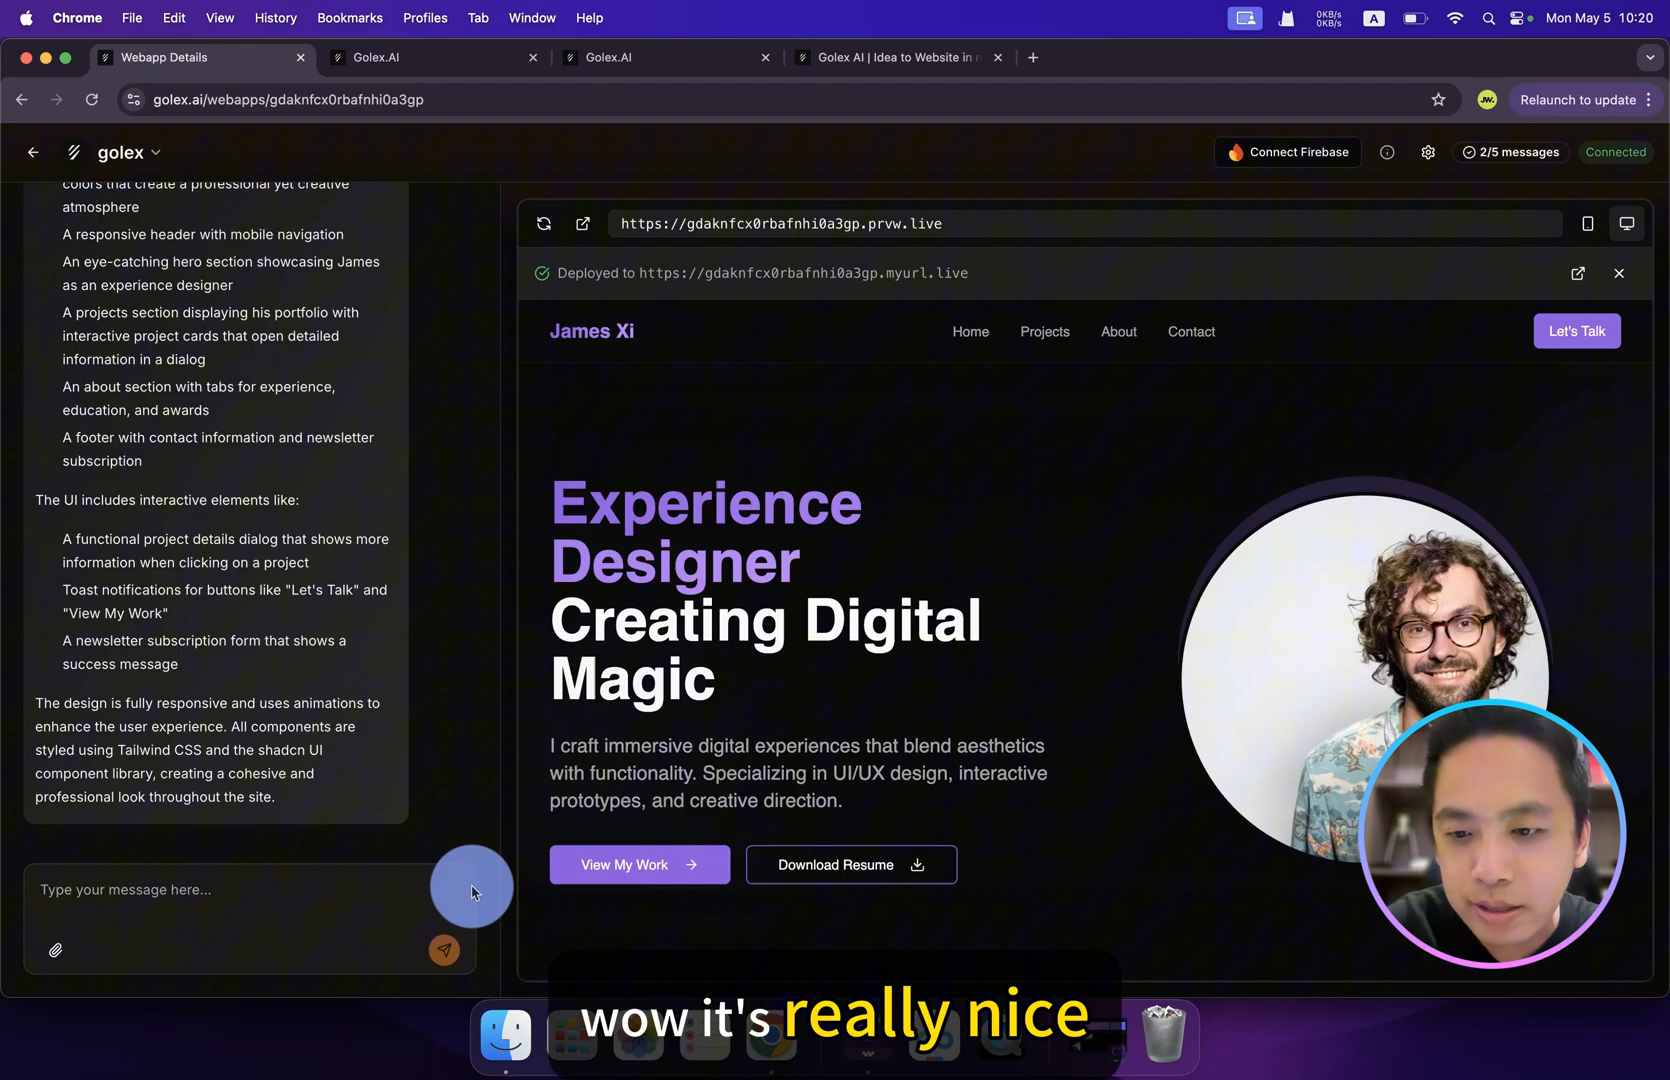 Chrome File Edit View History Bookmarks Profiles Tab Window Help
0KB/s
0KB/s
A
Mon May 5 10:20
Webapp Details
Golex.AI
Golex.AI
Golex AI | Idea to Website in
golex.ai/webapps/gdaknfcx0rbafnhi0a3gp
JW.
Relaunch to update
golex
Connect Firebase
2/5 messages
Connected
colors that create a professional yet creative
atmosphere
A responsive header with mobile navigation
An eye-catching hero section showcasing James
as an experience designer
A projects section displaying his portfolio with
interactive project cards that open detailed
information in a dialog
An about section with tabs for experience,
education, and awards
A footer with contact information and newsletter
subscription
The UI includes interactive elements like:
A functional project details dialog that shows more
information when clicking on a project
Toast notifications for buttons like "Let's Talk" and
"View My Work"
A newsletter subscription form that shows a
success message
The design is fully responsive and uses animations to
enhance the user experience. All components are
styled using Tailwind CSS and the shadcn UI
component library, creating a cohesive and
professional look throughout the site.
Type your message here...
https://gdaknfcx0rbafnhi0a3gp.prvw.live
Deployed to https://gdaknfcx0rbafnhi0a3gp.myurl.live
James Xi
Home Projects About Contact
Let's Talk
Experience
Designer
Creating Digital
Magic
I craft immersive digital experiences that blend aesthetics
with functionality. Specializing in UI/UX design, interactive
prototypes, and creative direction.
View My Work
Download Resume
wow it's really nice